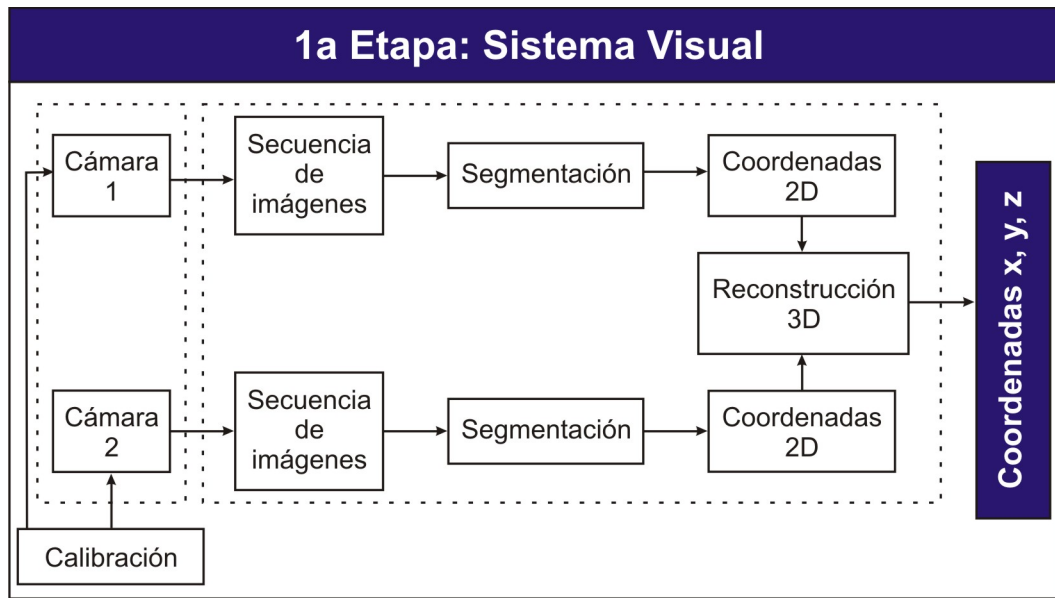 1a Etapa: Sistema Visual
Cámara
1
Secuencia
de
imágenes
Segmentación
Coordenadas
2D
Reconstrucción
3D
Coordenadas x, y, z
Cámara
2
Secuencia
de
imágenes
Segmentación
Coordenadas
2D
Calibración